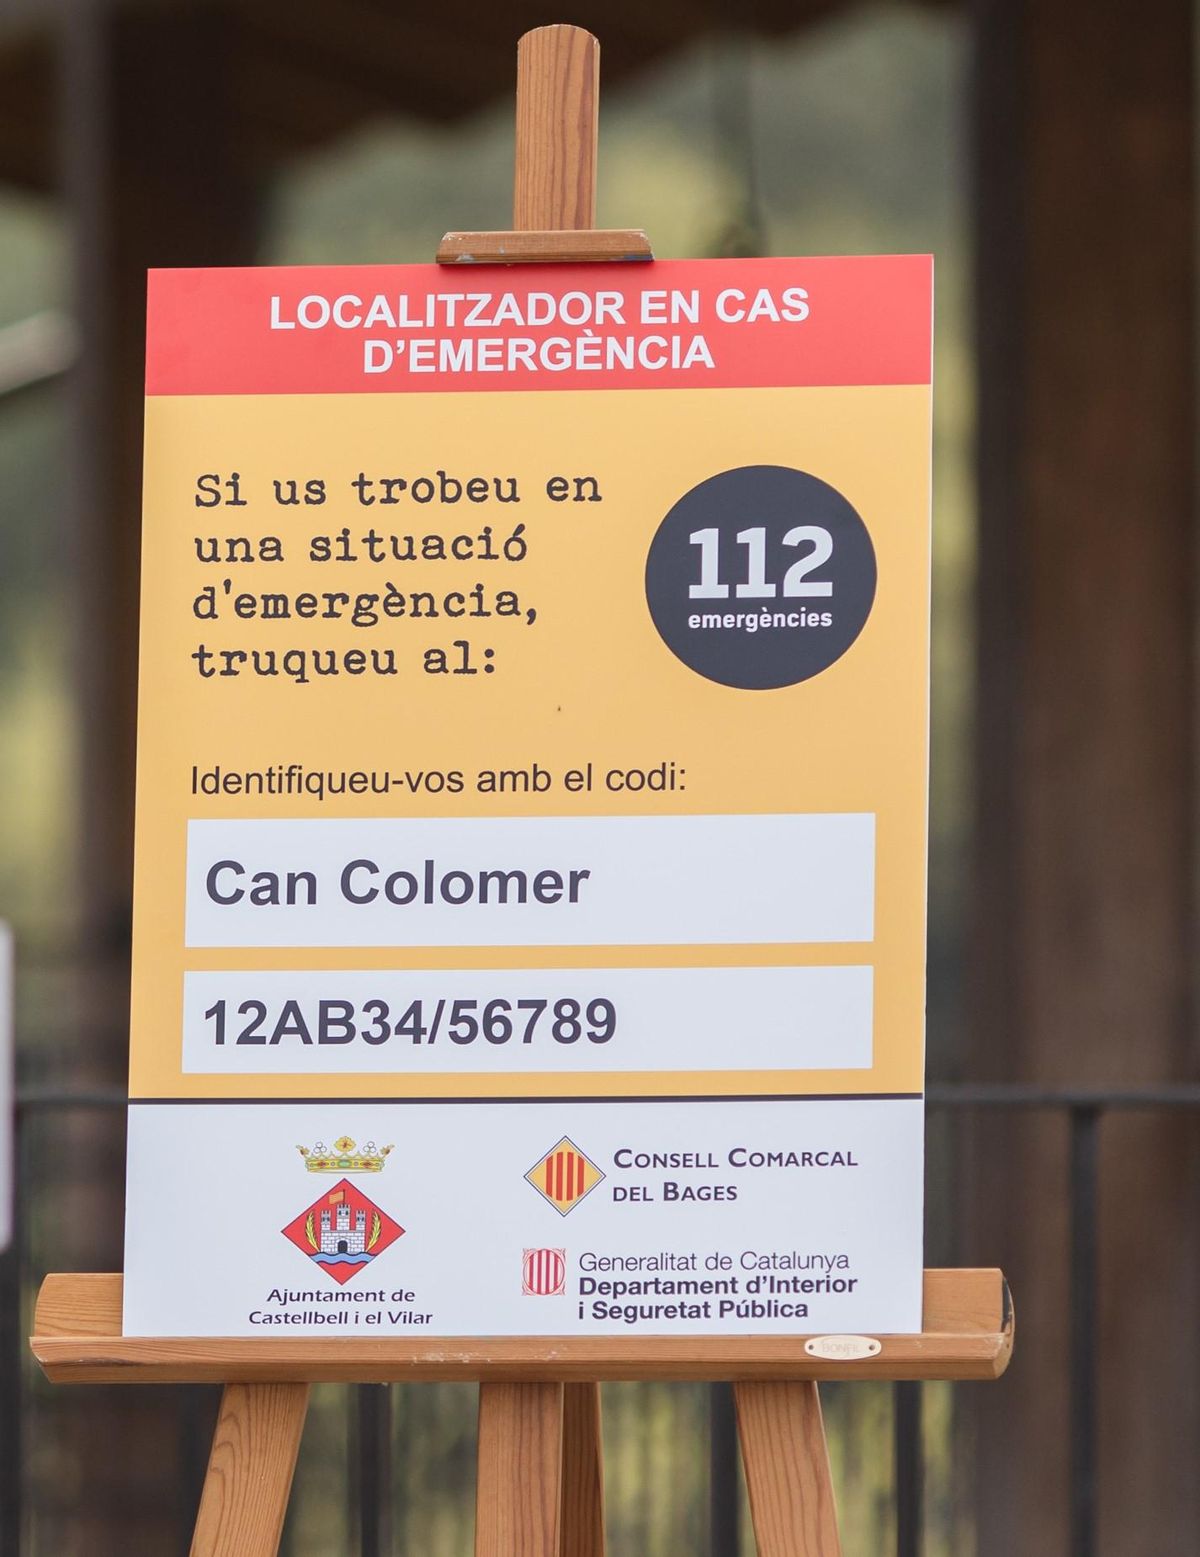 LOCALITZADOR EN CAS
D'EMERGÈNCIA
Si us trobeu en
una situació
d'emergència,
truqueu al:
112
emergències
Identifiqueu-vos amb el codi:
Can Colomer
12AB34/56789
Ajuntament de
Castellbell i el Vilar
CONSELL COMARCAL
DEL BAGES
Generalitat de Catalunya
Departament d'Interior
i Seguretat Pública
BONFIL